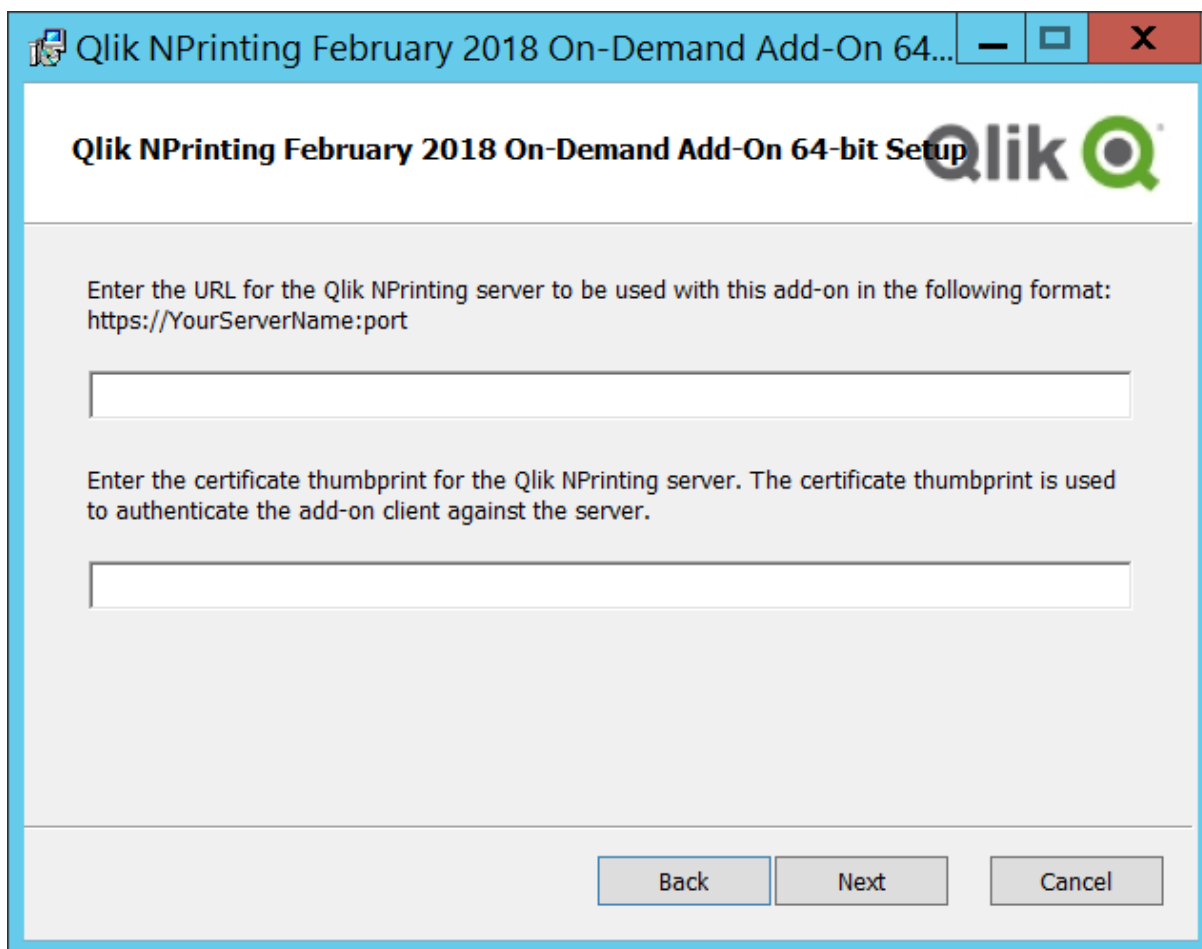 Qlik NPrinting February 2018 On-Demand Add-On 64...
Qlik NPrinting February 2018 On-Demand Add-On 64-bit Setup
Qlik
Enter the URL for the Qlik NPrinting server to be used with this add-on in the following format:
https://YourServerName:port
Enter the certificate thumbprint for the Qlik NPrinting server. The certificate thumbprint is used
to authenticate the add-on client against the server.
Back Next Cancel